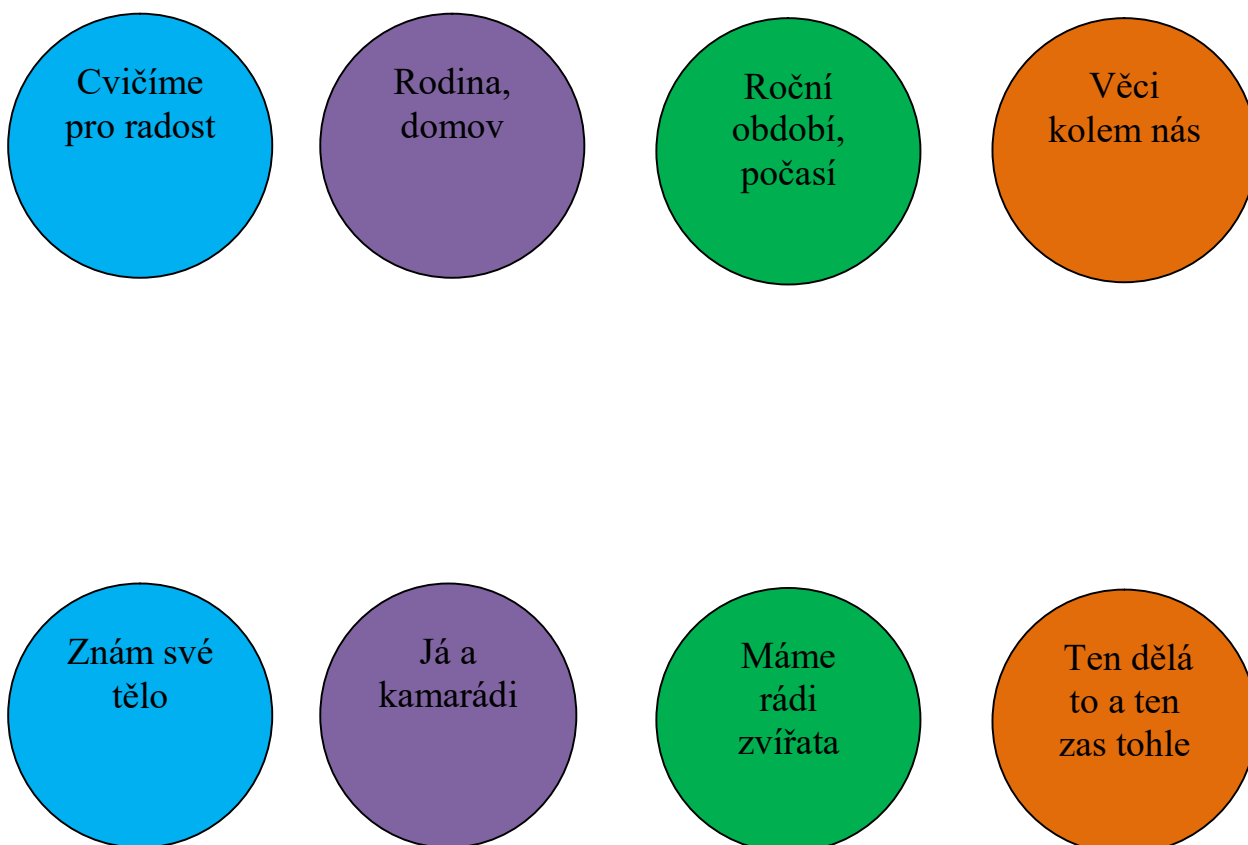 Cvičíme
pro radost
Rodina,
domov
Roční
období,
počasí
Věci
kolem nás
Znám své
tělo
Já a
kamarádi
Máme
rádi
zvířata
Ten dělá
to a ten
zas tohle